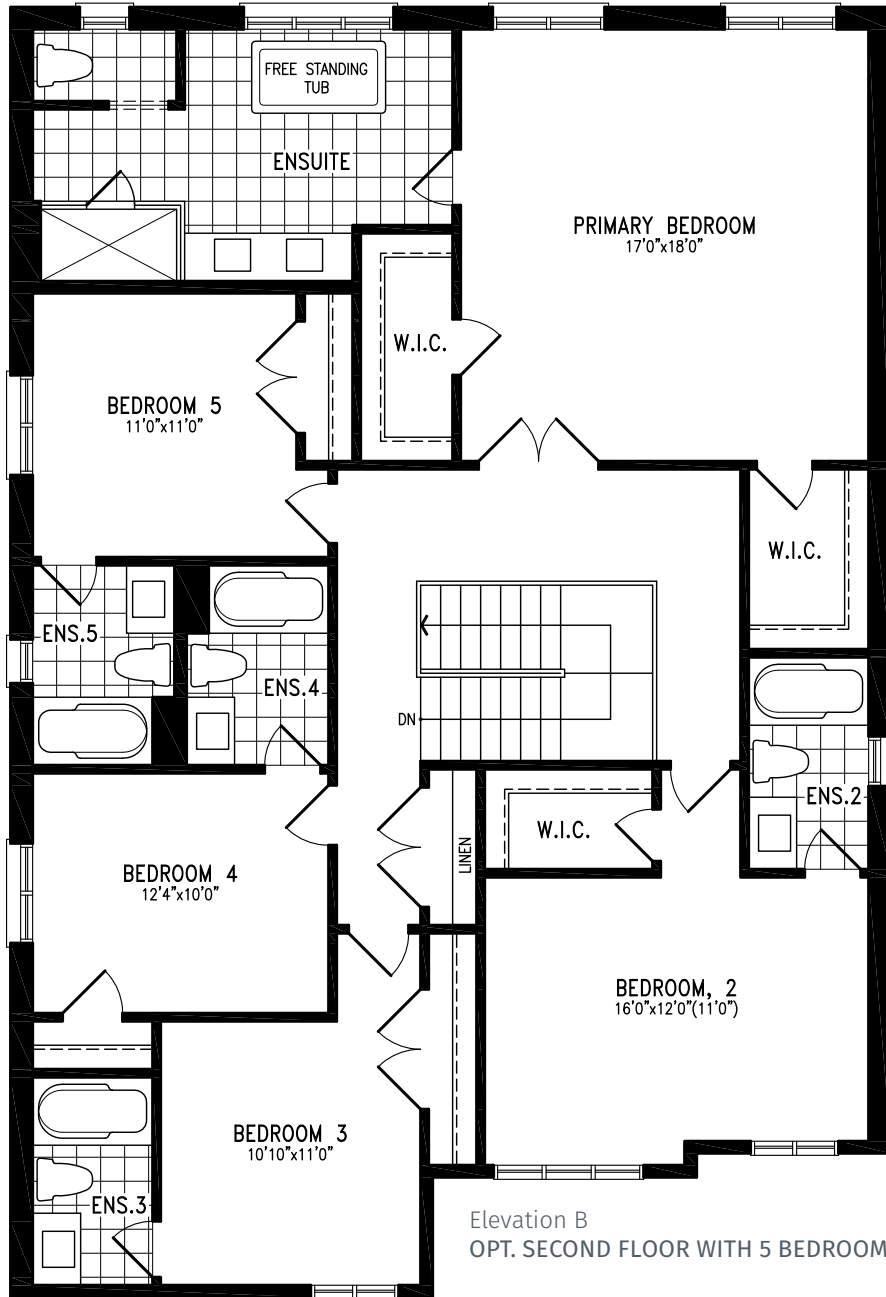 FREE STANDING
TUB
ENSUITE
PRIMARY BEDROOM
17'0"x18'0"
W.I.C.
BEDROOM 5
11'0"x11'0"
W.I.C.
ENS.5
ENS.4
DN
ENS.2
W.I.C.
LINEN
BEDROOM 4
12'4"x10'0"
BEDROOM, 2
16'0"x12'0"(11'0")
BEDROOM 3
10'10"x11'0"
ENS.3
Elevation B
OPT. SECOND FLOOR WITH 5 BEDROOM